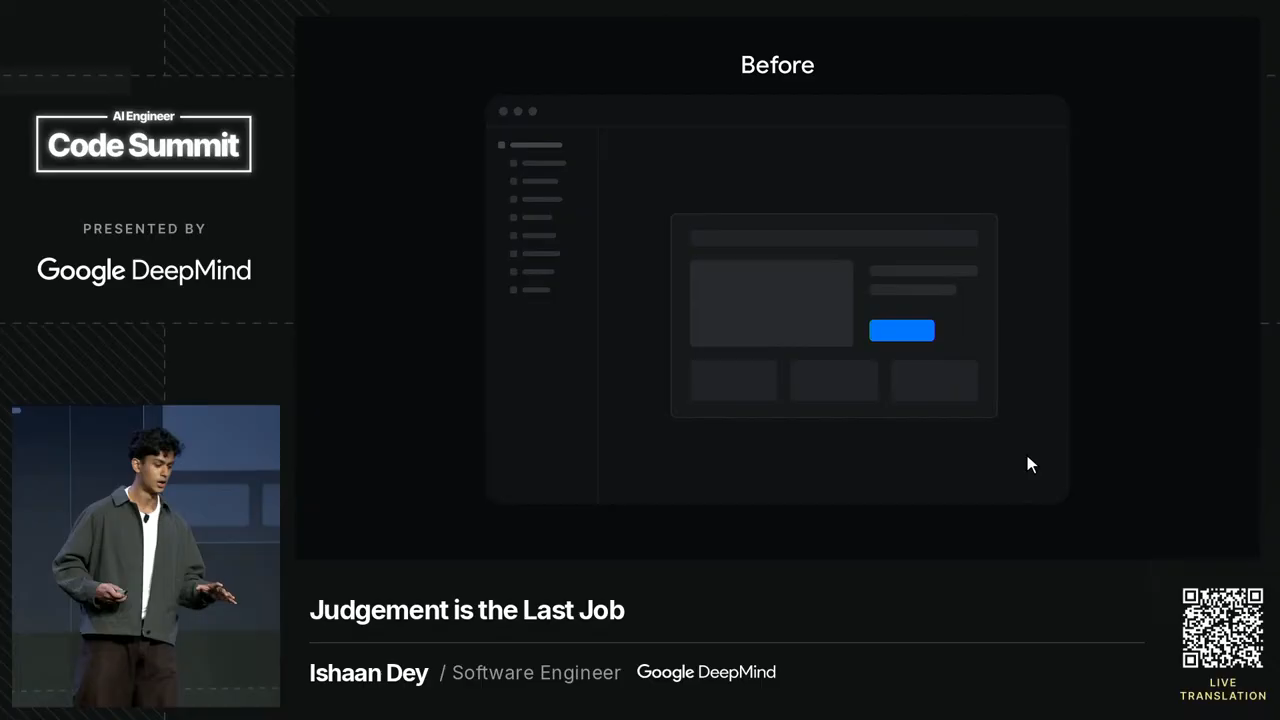 Before
AI Engineer
Code Summit
PRESENTED BY
Google DeepMind
Judgement is the Last Job
Ishaan Dey / Software Engineer Google DeepMind
LIVE
TRANSLATION